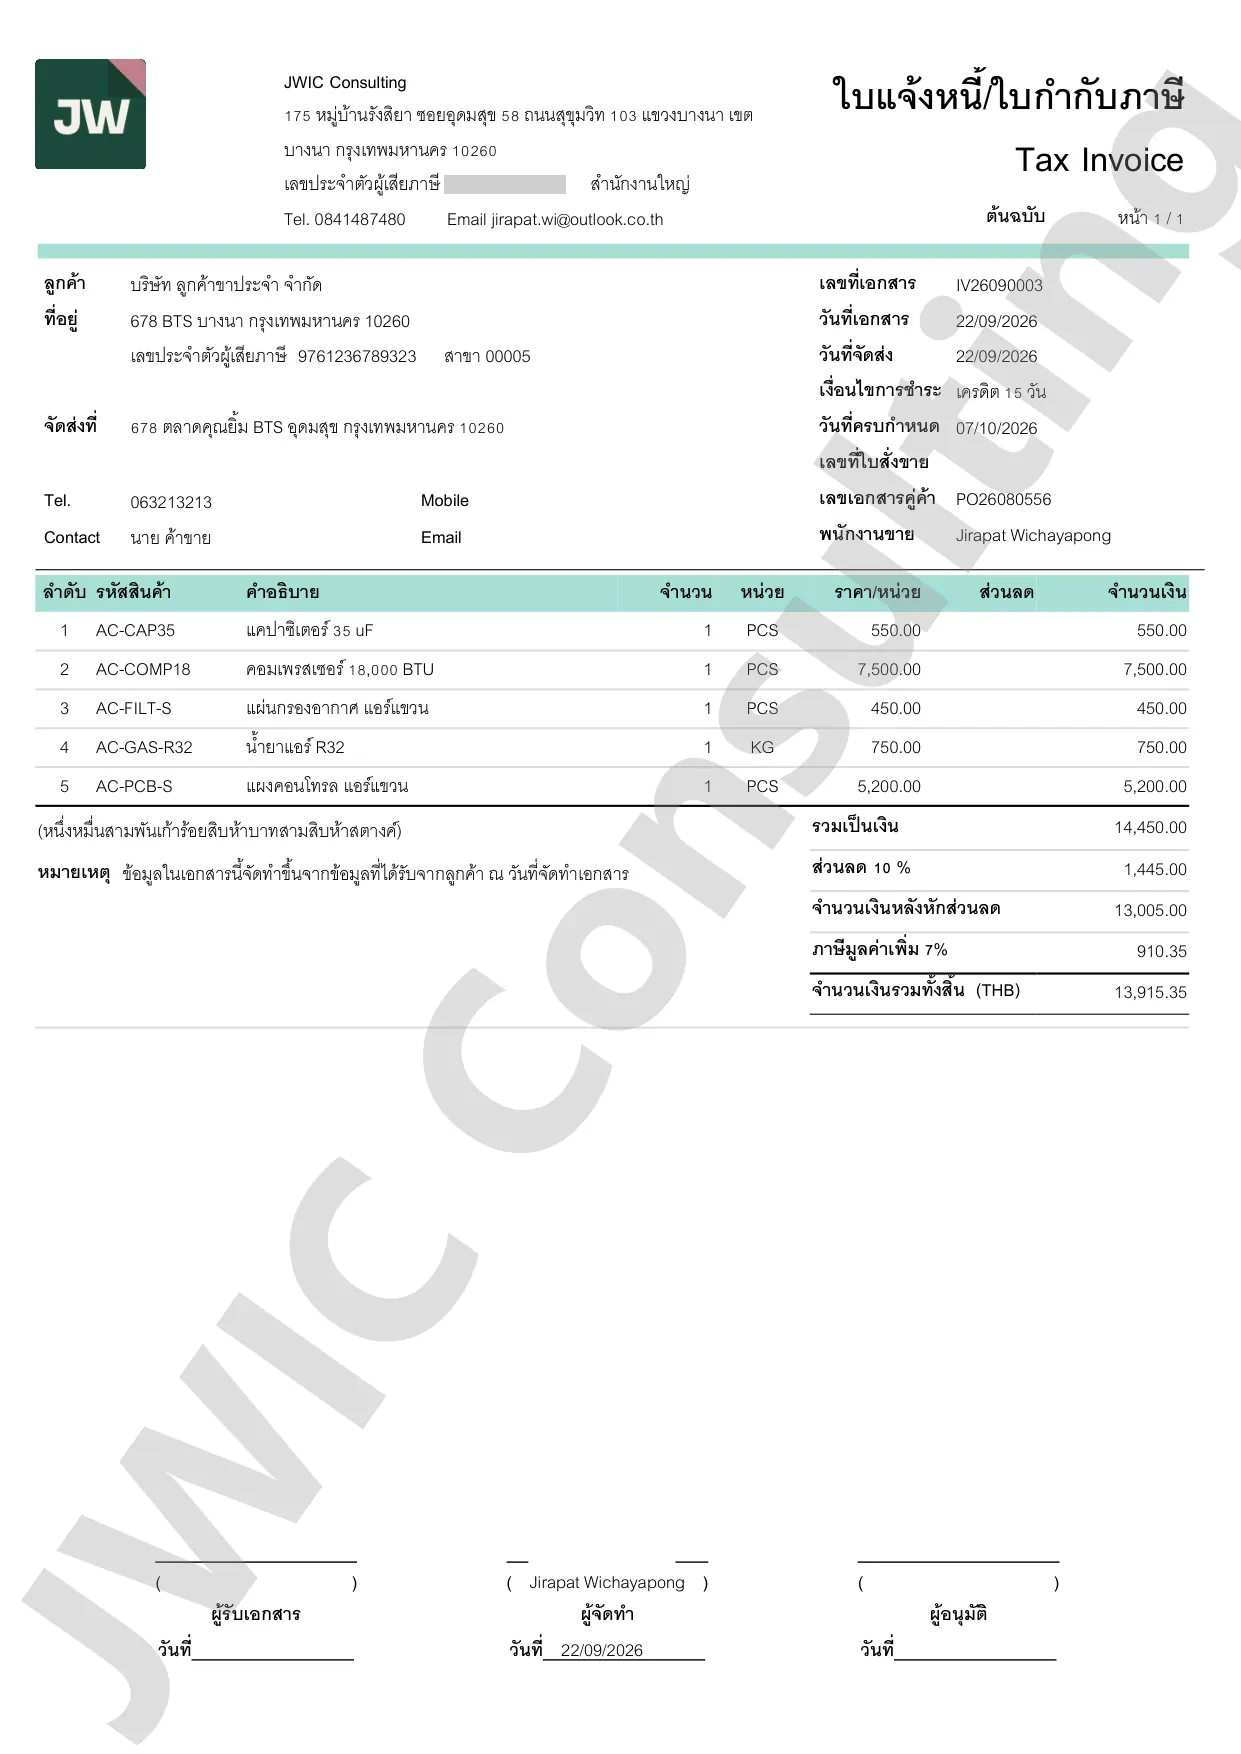 JW
JWIC Consulting
175 หมู่บ้านรังสิยา ซอยอุดมสุข 58 ถนนสุขุมวิท 103 แขวงบางนา เขต
บางนา กรุงเทพมหานคร 10260
เลขประจำตัวผู้เสียภาษี สำนักงานใหญ่
Tel. 0841487480 Email jirapat.wi@outlook.co.th
ใบแจ้งหนี้/ใบกำกับภาษี
Tax Invoice
ต้นฉบับ หน้า 1 / 1
ลูกค้า บริษัท ลูกค้าขาประจำ จำกัด
ที่อยู่ 678 BTS บางนา กรุงเทพมหานคร 10260
เลขประจำตัวผู้เสียภาษี 9761236789323 สาขา 00005
จัดส่งที่ 678 ตลาดคุณยิ้ม BTS อุดมสุข กรุงเทพมหานคร 10260
Tel. 063213213 Mobile
Contact นาย ค้าขาย Email
เลขที่เอกสาร IV26090003
วันที่เอกสาร 22/09/2026
วันที่จัดส่ง 22/09/2026
เงื่อนไขการชำระ เครดิต 15 วัน
วันที่ครบกำหนด 07/10/2026
เลขที่ใบสั่งขาย
เลขเอกสารคู่ค้า PO26080556
พนักงานขาย Jirapat Wichayapong
ลำดับ รหัสสินค้า คำอธิบาย จำนวน หน่วย ราคา/หน่วย ส่วนลด จำนวนเงิน
1 AC-CAP35 แคปาซิเตอร์ 35 uF 1 PCS 550.00 550.00
2 AC-COMP18 คอมเพรสเซอร์ 18,000 BTU 1 PCS 7,500.00 7,500.00
3 AC-FILT-S แผ่นกรองอากาศ แอร์แขวน 1 PCS 450.00 450.00
4 AC-GAS-R32 น้ำยาแอร์ R32 1 KG 750.00 750.00
5 AC-PCB-S แผงคอนโทรล แอร์แขวน 1 PCS 5,200.00 5,200.00
(หนึ่งหมื่นสามพันเก้าร้อยสิบห้าบาทสามสิบห้าสตางค์)
หมายเหตุ ข้อมูลในเอกสารนี้จัดทำขึ้นจากข้อมูลที่ได้รับจากลูกค้า ณ วันที่จัดทำเอกสาร
รวมเป็นเงิน 14,450.00
ส่วนลด 10 % 1,445.00
จำนวนเงินหลังหักส่วนลด 13,005.00
ภาษีมูลค่าเพิ่ม 7% 910.35
จำนวนเงินรวมทั้งสิ้น (THB) 13,915.35
JWIC Consulting
( ) ( Jirapat Wichayapong ) ( )
ผู้รับเอกสาร ผู้จัดทำ ผู้อนุมัติ
วันที่ วันที่ 22/09/2026 วันที่